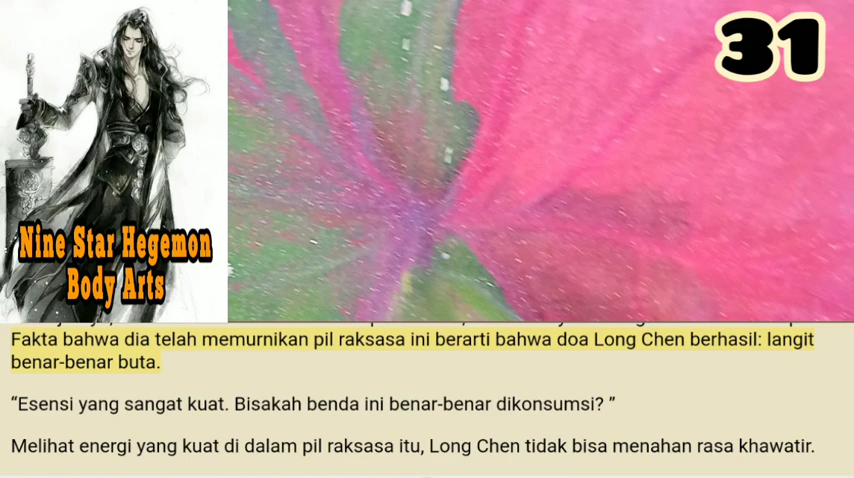 31
Nine Star Hegemon
Body Arts
Fakta bahwa dia telah memurnikan pil raksasa ini berarti bahwa doa Long Chen berhasil: langit
benar-benar buta.
“Esensi yang sangat kuat. Bisakah benda ini benar-benar dikonsumsi? ”
Melihat energi yang kuat di dalam pil raksasa itu, Long Chen tidak bisa menahan rasa khawatir.